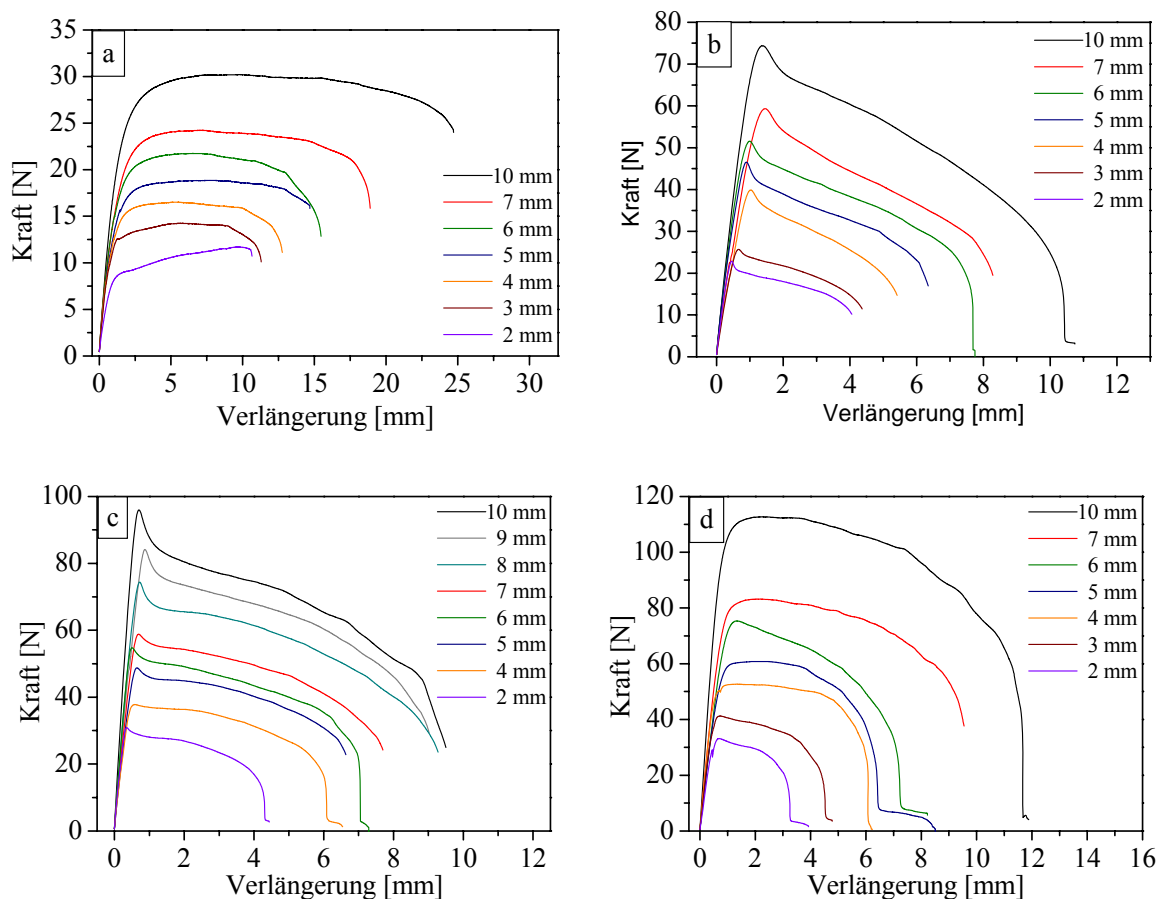 a
35
30
25
20
15
10
5
0
Kraft [N]
10 mm
7 mm
6 mm
5 mm
4 mm
3 mm
2 mm
0 5 10 15 20 25 30
Verlängerung [mm]
b
80
70
60
50
40
30
20
10
0
Kraft [N]
10 mm
7 mm
6 mm
5 mm
4 mm
3 mm
2 mm
0 2 4 6 8 10 12
Verlängerung [mm]
c
100
80
60
40
20
0
Kraft [N]
10 mm
9 mm
8 mm
7 mm
6 mm
5 mm
4 mm
2 mm
0 2 4 6 8 10 12
Verlängerung [mm]
d
120
100
80
60
40
20
0
Kraft [N]
10 mm
7 mm
6 mm
5 mm
4 mm
3 mm
2 mm
0 2 4 6 8 10 12 14 16
Verlängerung [mm]